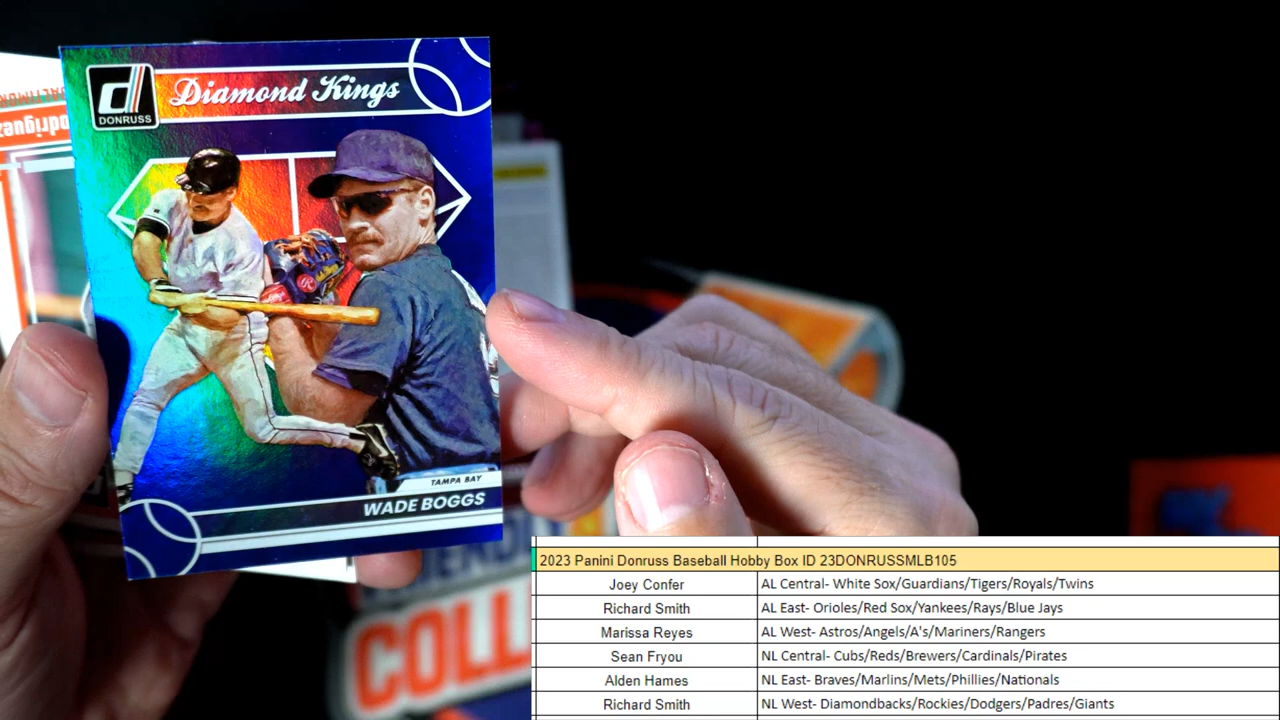 BALTIMORE
odriguez
d
DONRUSS
Diamond Kings
TAMPA BAY
WADE BOGGS
COLL
2023 Panini Donruss Baseball Hobby Box ID 23DONRUSSMLB105
Joey Confer AL Central- White Sox/Guardians/Tigers/Royals/Twins
Richard Smith AL East- Orioles/Red Sox/Yankees/Rays/Blue Jays
Marissa Reyes AL West- Astros/Angels/A's/Mariners/Rangers
Sean Fryou NL Central- Cubs/Reds/Brewers/Cardinals/Pirates
Alden Hames NL East- Braves/Marlins/Mets/Phillies/Nationals
Richard Smith NL West- Diamondbacks/Rockies/Dodgers/Padres/Giants